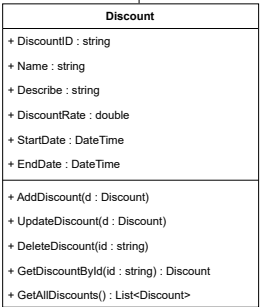 Discount
+ DiscountID : string
+ Name : string
+ Describe : string
+ DiscountRate : double
+ StartDate : DateTime
+ EndDate : DateTime
+ AddDiscount(d : Discount)
+ UpdateDiscount(d : Discount)
+ DeleteDiscount(id : string)
+ GetDiscountById(id : string) : Discount
+ GetAllDiscounts() : List<Discount>